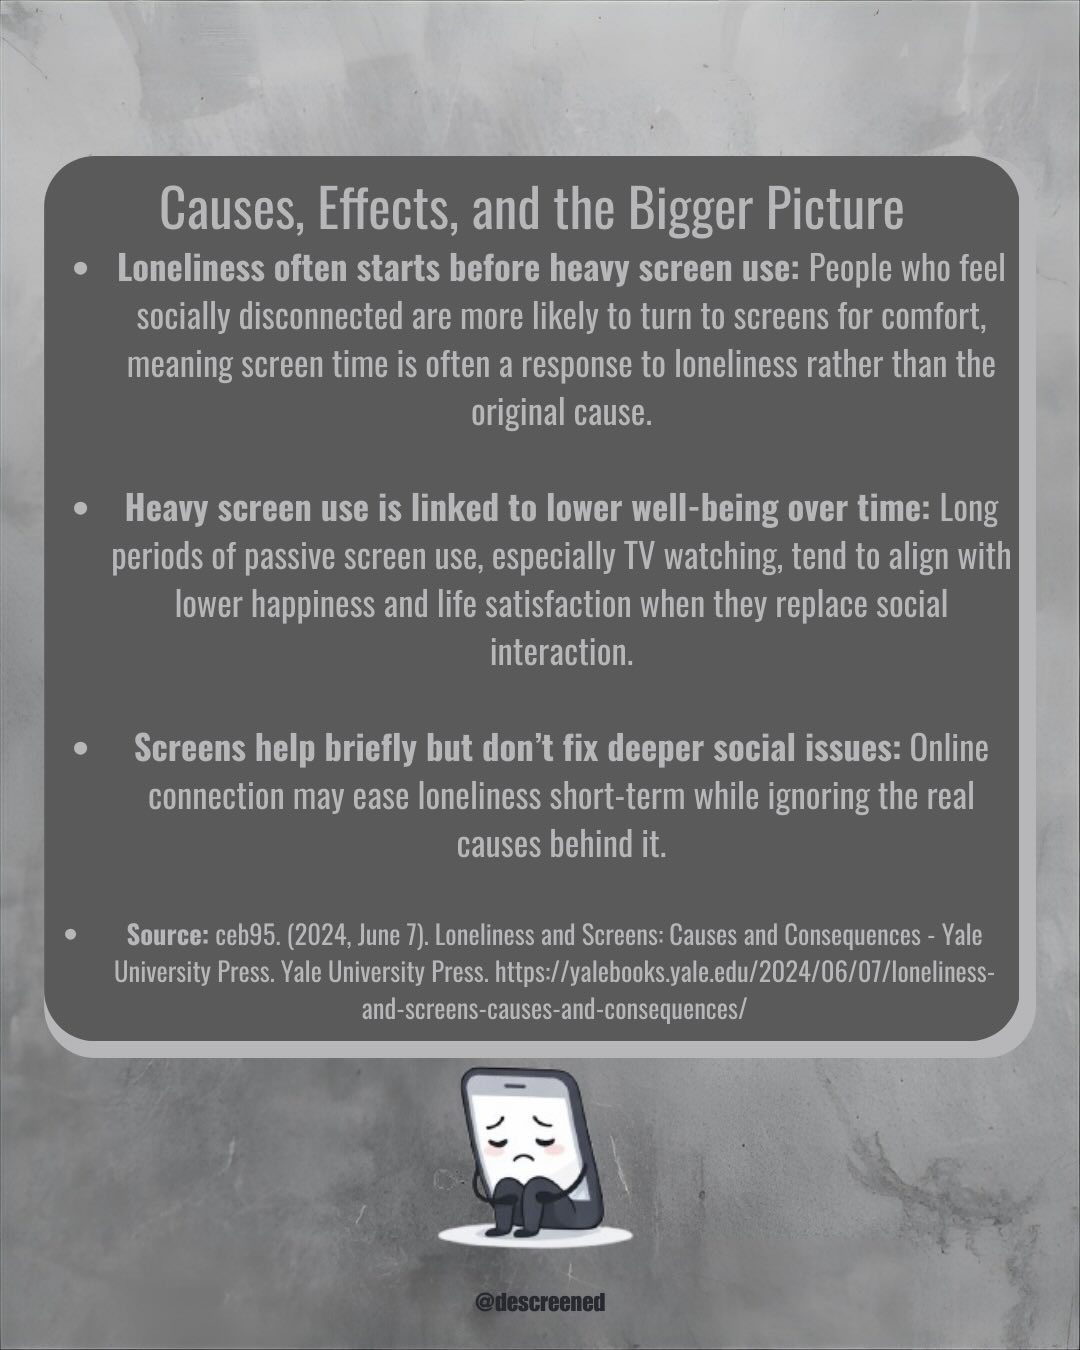 Causes, Effects, and the Bigger Picture
• Loneliness often starts before heavy screen use: People who feel
socially disconnected are more likely to turn to screens for comfort,
meaning screen time is often a response to loneliness rather than the
original cause.
• Heavy screen use is linked to lower well-being over time: Long
periods of passive screen use, especially TV watching, tend to align with
lower happiness and life satisfaction when they replace social
interaction.
• Screens help briefly but don’t fix deeper social issues: Online
connection may ease loneliness short-term while ignoring the real
causes behind it.
• Source: ceb95. (2024, June 7). Loneliness and Screens: Causes and Consequences - Yale
University Press. Yale University Press. https://yalebooks.yale.edu/2024/06/07/loneliness-
and-screens-causes-and-consequences/
@descreened